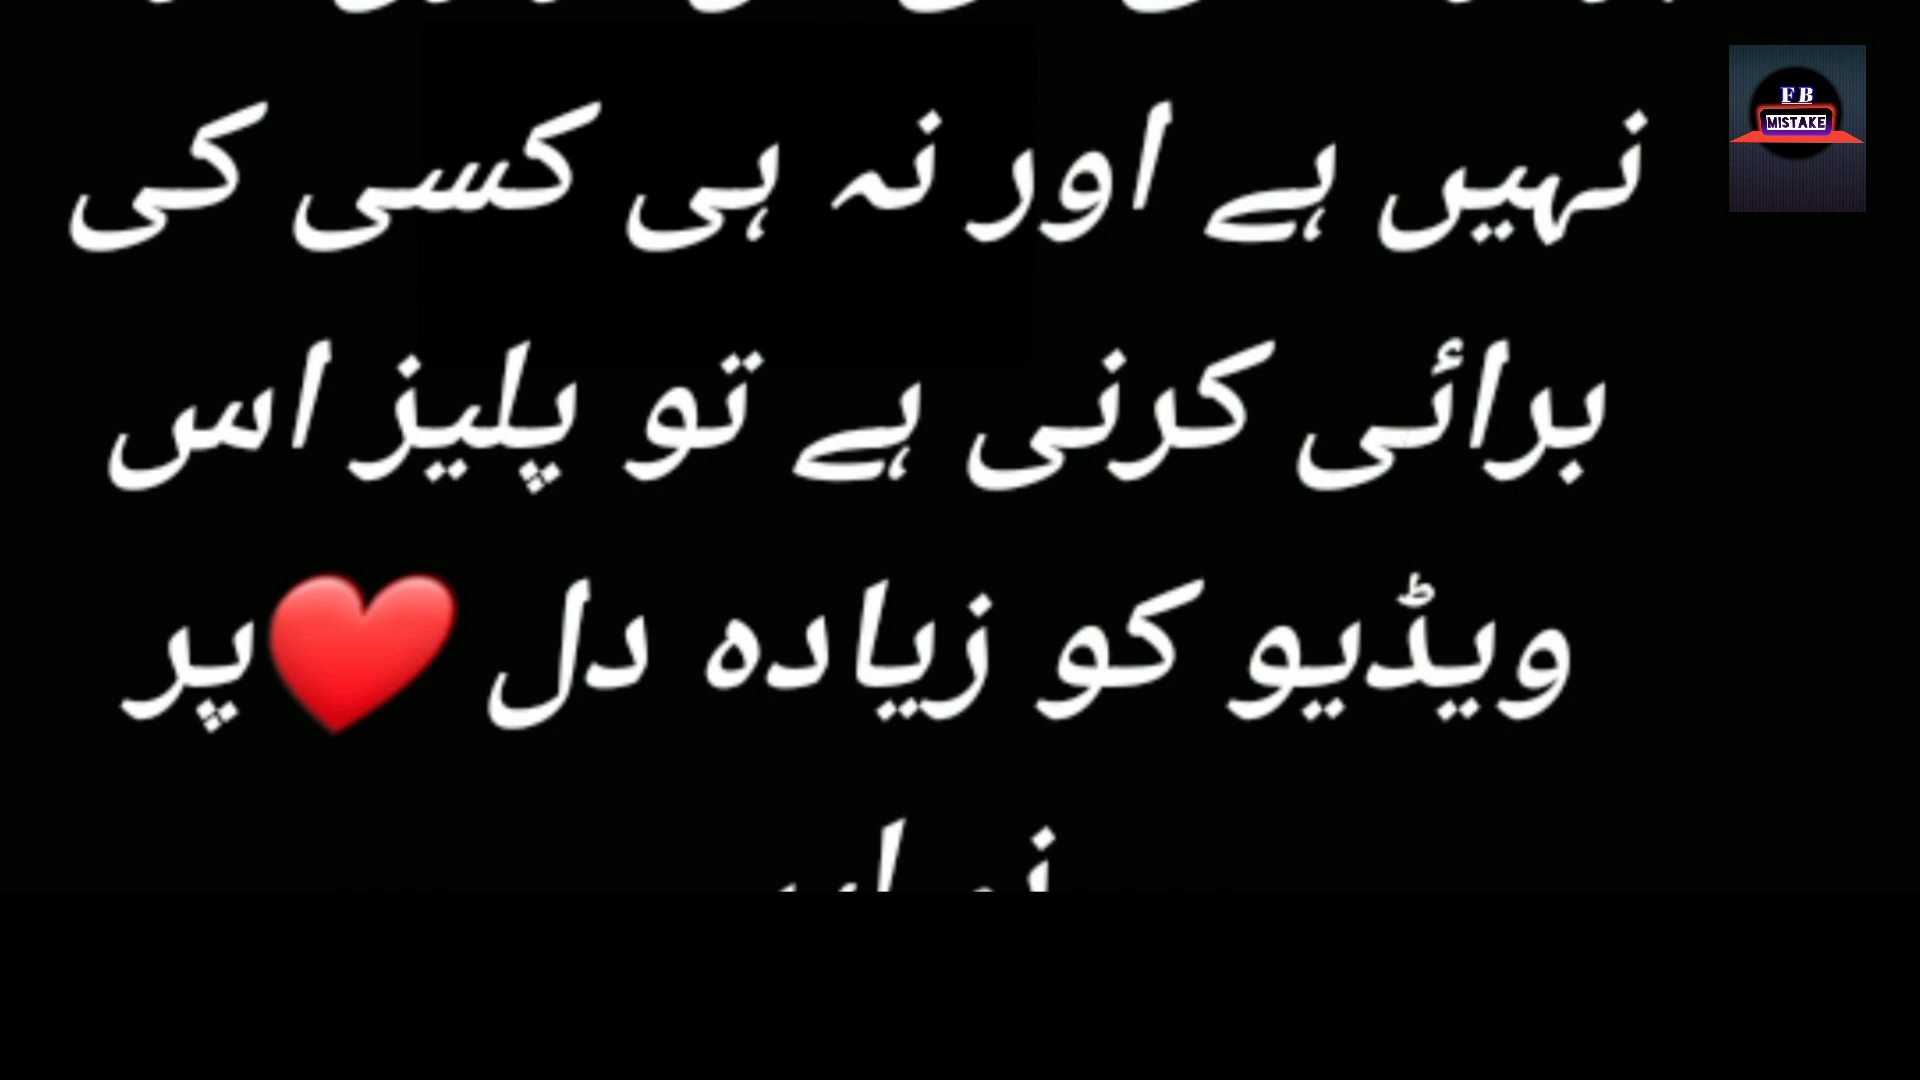 نہیں ہے اور نہ ہی کسی کی
برائی کرنی ہے تو پلیز اس
ویڈیو کو زیادہ دل ❤️پر
FB
MISTAKE